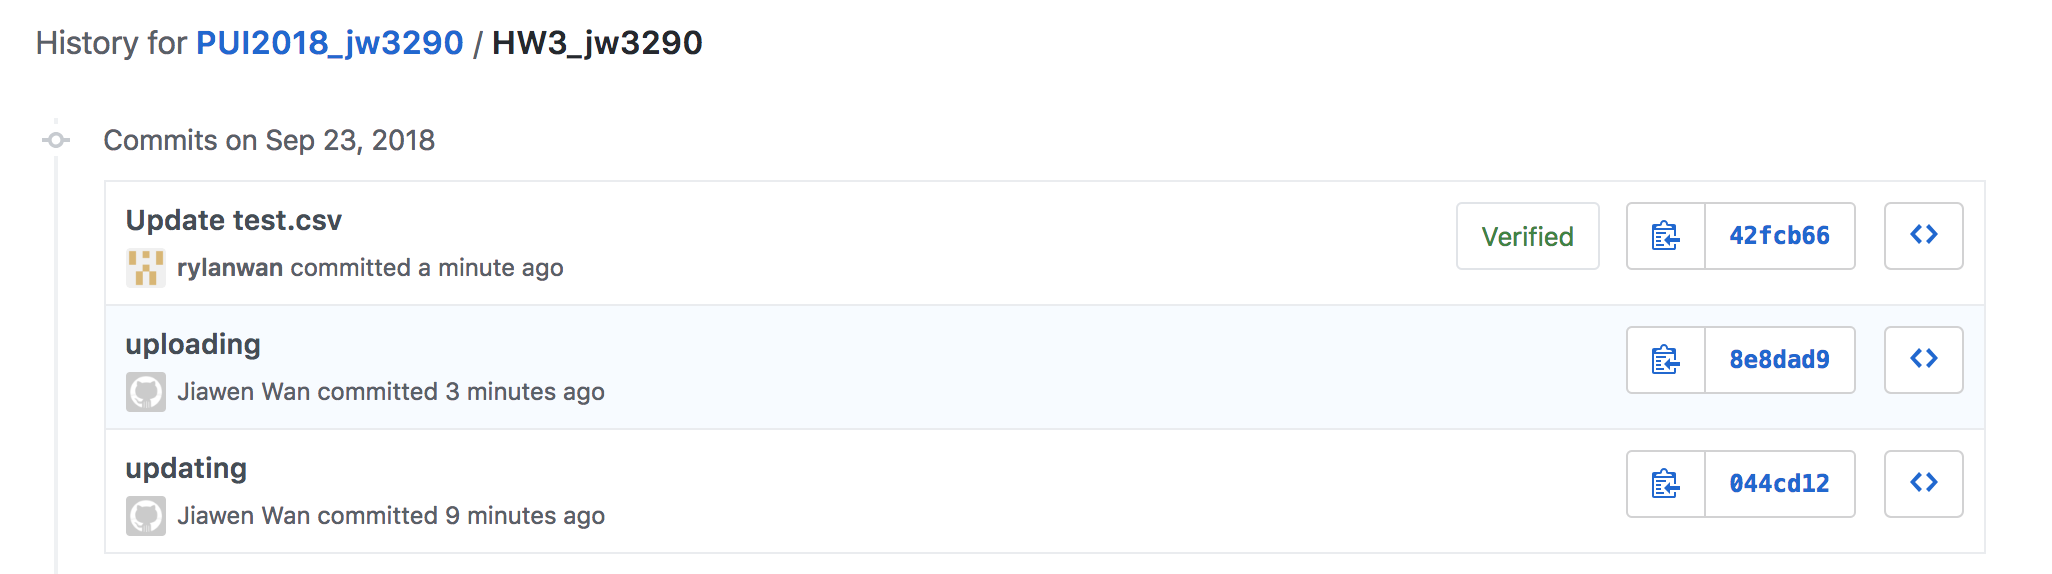 History for PUI2018_jw3290 / HW3_jw3290
Commits on Sep 23, 2018
Update test.csv
rylanwan committed a minute ago
Verified
42fcb66
uploading
Jiawen Wan committed 3 minutes ago
8e8dad9
updating
Jiawen Wan committed 9 minutes ago
044cd12